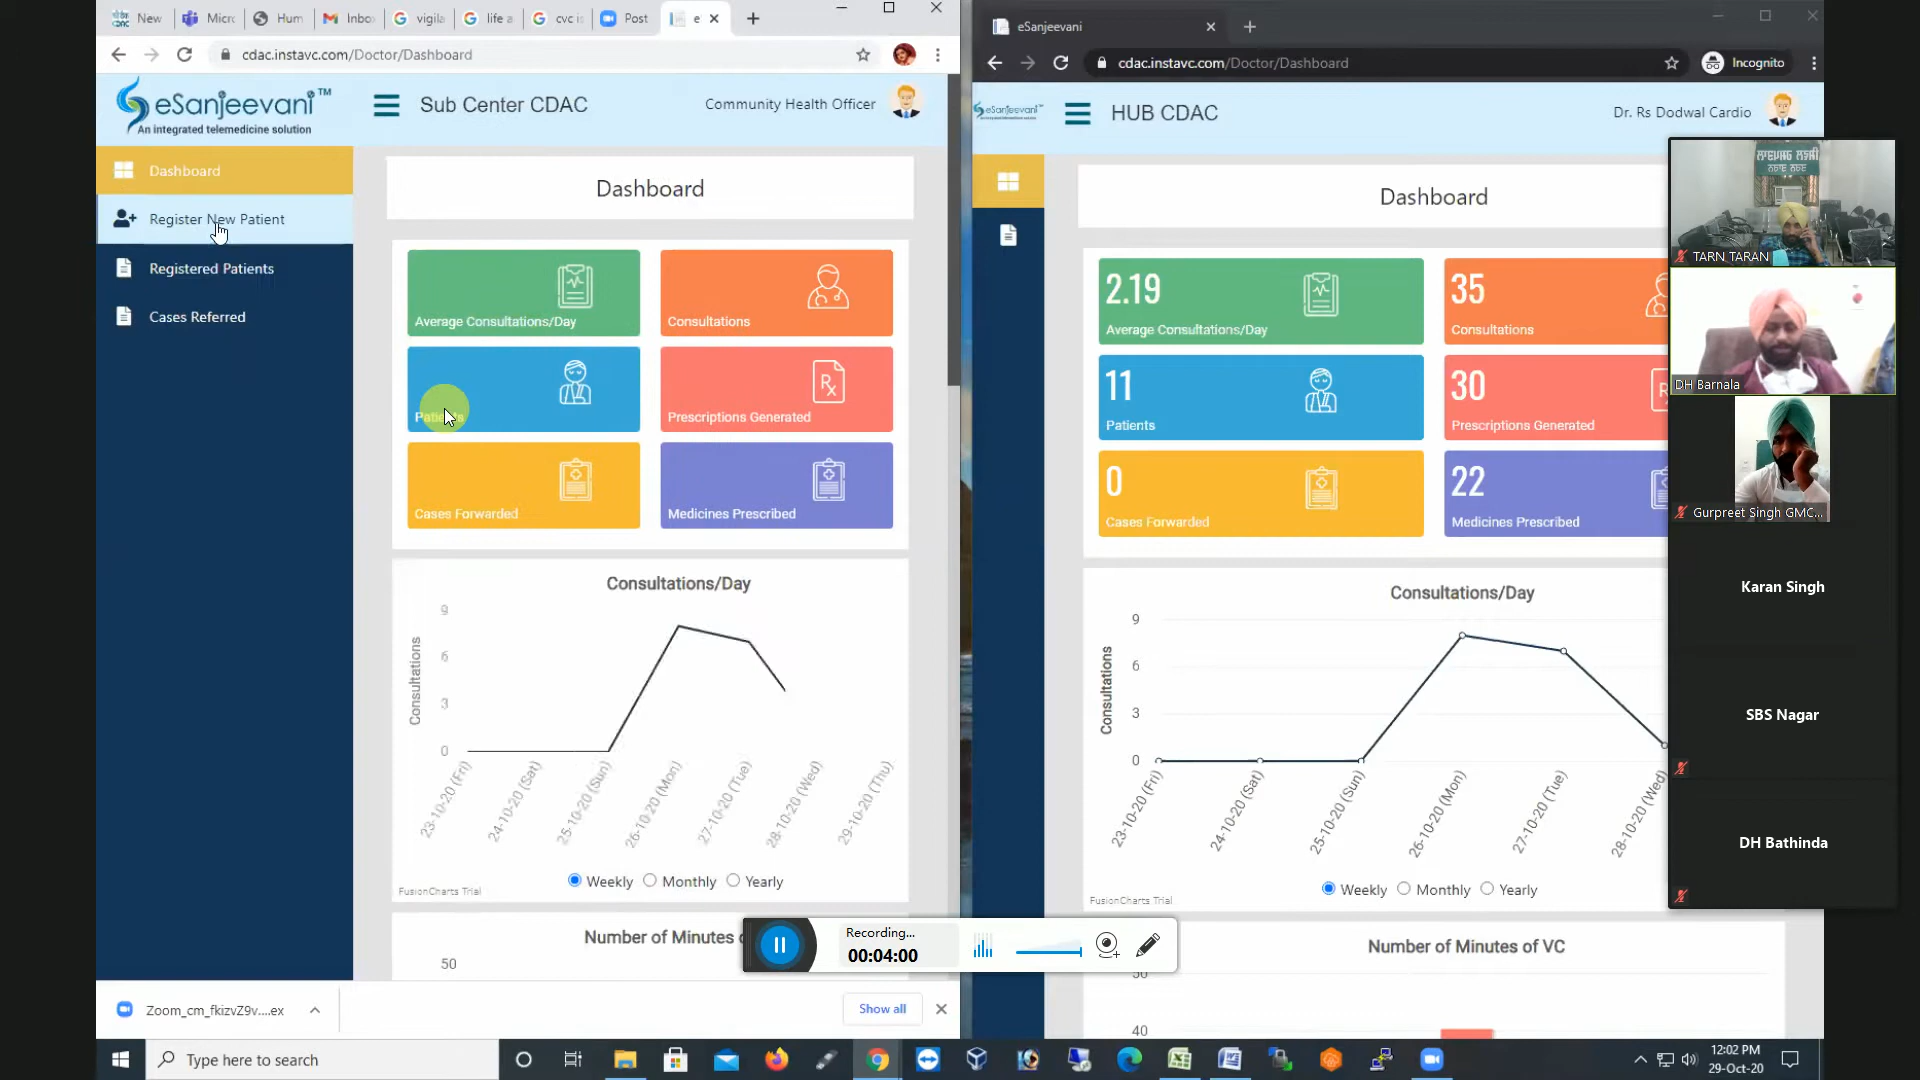 New
Micro
Hum
Inbo
vigila
life a
cvc is
Post
e
cdac.instavc.com/Doctor/Dashboard
eSanjeevani™
An integrated telemedicine solution
Sub Center CDAC
Community Health Officer
Dashboard
Register New Patient
Registered Patients
Cases Referred
Dashboard
Average Consultations/Day
Consultations
Patients
Prescriptions Generated
Cases Forwarded
Medicines Prescribed
Consultations/Day
Consultations
9
6
3
0
23-10-20 (Fri)
24-10-20 (Sat)
25-10-20 (Sun)
26-10-20 (Mon)
27-10-20 (Tue)
28-10-20 (Wed)
29-10-20 (Thu)
Weekly Monthly Yearly
FusionCharts Trial
Number of Minutes
50
eSanjeevani
cdac.instavc.com/Doctor/Dashboard
Incognito
eSanjeevani™
HUB CDAC
Dr. Rs Dodwal Cardio
Dashboard
2.19
Average Consultations/Day
35
Consultations
11
Patients
30
Prescriptions Generated
0
Cases Forwarded
22
Medicines Prescribed
Consultations/Day
Consultations
9
6
3
0
23-10-20 (Fri)
24-10-20 (Sat)
25-10-20 (Sun)
26-10-20 (Mon)
27-10-20 (Tue)
28-10-20 (Wed)
Weekly Monthly Yearly
FusionCharts Trial
Number of Minutes of VC
50
40
TARN TARAN
DH Barnala
Gurpreet Singh GMC...
Karan Singh
SBS Nagar
DH Bathinda
Recording...
00:04:00
Zoom_cm_fkizvZ9v....ex
Show all
Type here to search
12:02 PM
29-Oct-20